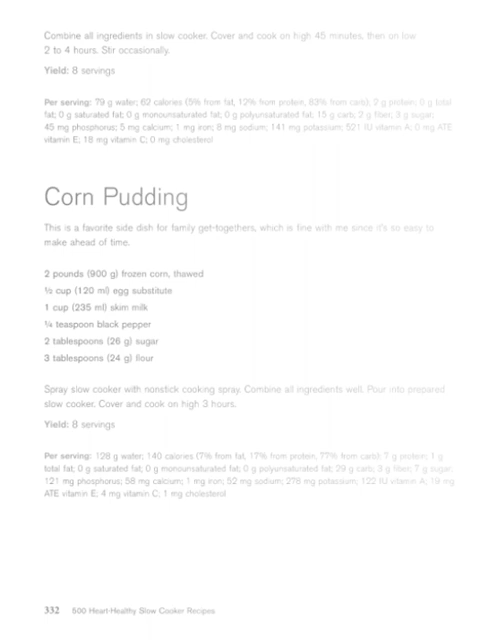 Combine all ingredients in slow cooker. Cover and cook on high 45 minutes, then on low
2 to 4 hours. Stir occasionally.
Yield: 8 servings
Per serving: 79 g water; 62 calories (5% from fat, 12% from protein, 83% from carb); 2 g protein; 0 g total
fat; 0 g saturated fat; 0 g monounsaturated fat; 0 g polyunsaturated fat; 15 g carb; 2 g fiber; 3 g sugar;
45 mg phosphorus; 5 mg calcium; 1 mg iron; 8 mg sodium; 141 mg potassium; 521 IU vitamin A; 0 mg ATE
vitamin E; 18 mg vitamin C; 0 mg cholesterol
Corn Pudding
This is a favorite side dish for family get-togethers, which is fine with me since it's so easy to
make ahead of time.
2 pounds (900 g) frozen corn, thawed
½ cup (120 ml) egg substitute
1 cup (235 ml) skim milk
¼ teaspoon black pepper
2 tablespoons (26 g) sugar
3 tablespoons (24 g) flour
Spray slow cooker with nonstick cooking spray. Combine all ingredients well. Pour into prepared
slow cooker. Cover and cook on high 3 hours.
Yield: 8 servings
Per serving: 128 g water; 140 calories (7% from fat, 17% from protein, 77% from carb); 7 g protein; 1 g
total fat; 0 g saturated fat; 0 g monounsaturated fat; 0 g polyunsaturated fat; 29 g carb; 3 g fiber; 7 g sugar;
121 mg phosphorus; 58 mg calcium; 1 mg iron; 52 mg sodium; 278 mg potassium; 122 IU vitamin A; 19 mg
ATE vitamin E; 4 mg vitamin C; 1 mg cholesterol
332 500 Heart-Healthy Slow Cooker Recipes